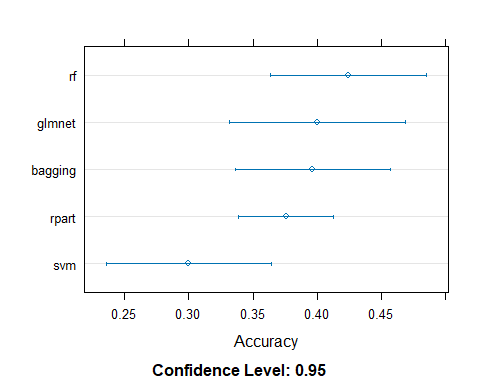 rf
glmnet
bagging
rpart
svm
0.25 0.30 0.35 0.40 0.45
Accuracy
Confidence Level: 0.95